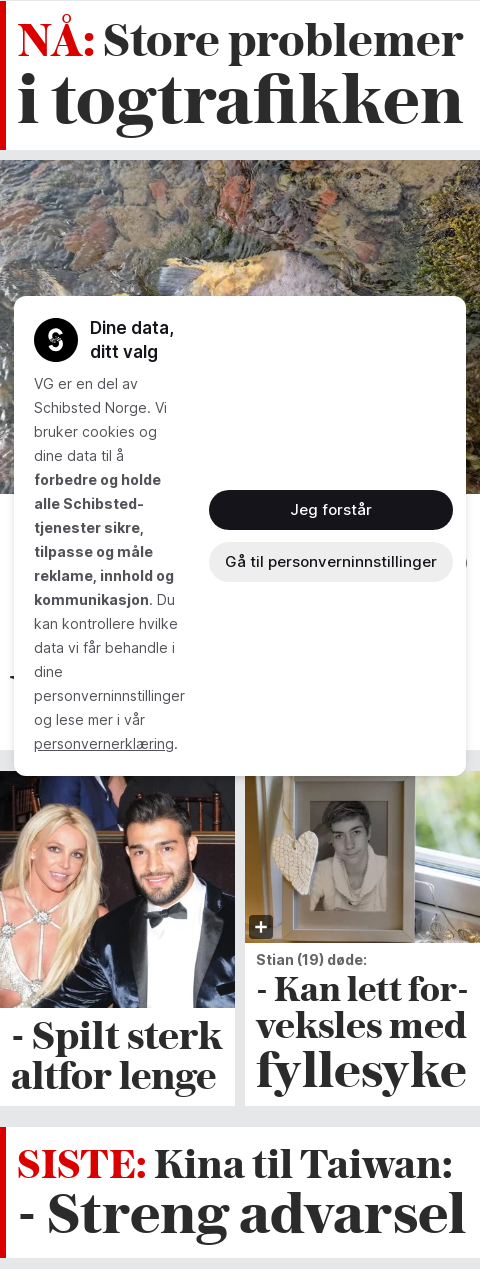 NÅ: Store problemer
i togtrafikken
Dine data,
ditt valg
VG er en del av
Schibsted Norge. Vi
bruker cookies og
dine data til å
forbedre og holde
alle Schibsted-
tjenester sikre,
tilpasse og måle
reklame, innhold og
kommunikasjon. Du
kan kontrollere hvilke
data vi får behandle i
dine
personverninnstillinger
og lese mer i vår
personvernerklæring.
Jeg forstår
Gå til personverninnstillinger
- Spilt sterk
altfor lenge
Stian (19) døde:
- Kan lett for-
veksles med
fyllesyke
SISTE: Kina til Taiwan:
- Streng advarsel